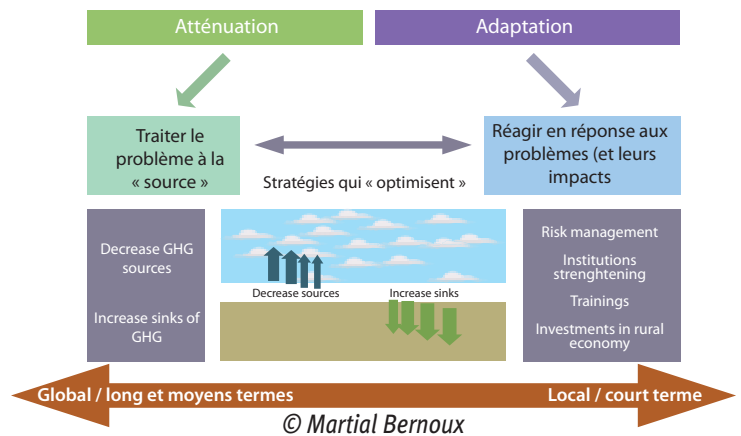 Atténuation
Adaptation
Traiter le
problème à la
« source »
Réagir en réponse aux
problèmes (et leurs
impacts
Stratégies qui « optimisent »
Decrease GHG
sources
Increase sinks of
GHG
Decrease sources
Increase sinks
Risk management
Institutions
strenghtening
Trainings
Investments in rural
economy
Global / long et moyens termes
Local / court terme
© Martial Bernoux